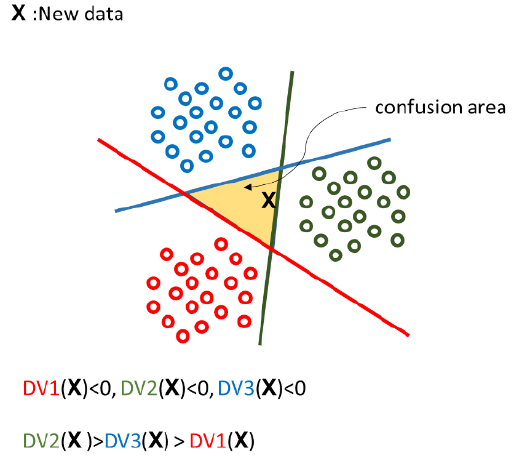 X :New data
confusion area
X
DV1(X)<0, DV2(X)<0, DV3(X)<0
DV2(X )>DV3(X) > DV1(X)